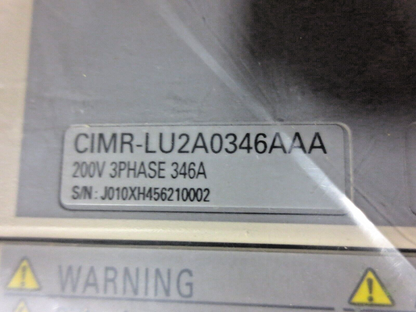 CIMR-LU2A0346AAA
200V 3PHASE 346A
S/N : J010XH456210002
WARNING